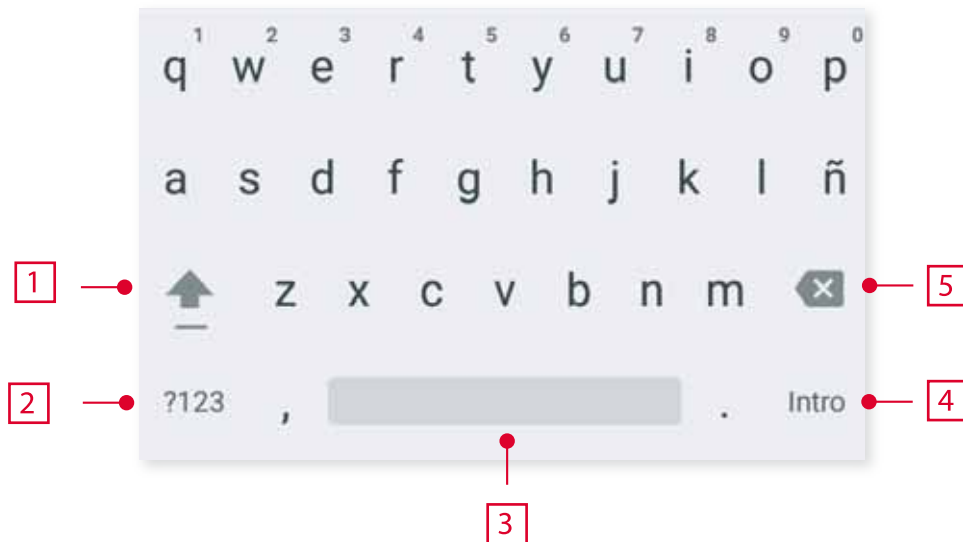 1 2 3 4 5 6 7 8 9 0
q w e r t y u i o p
a s d f g h j k l ñ
1 z x c v b n m 5
2 ?123 , . Intro 4
3